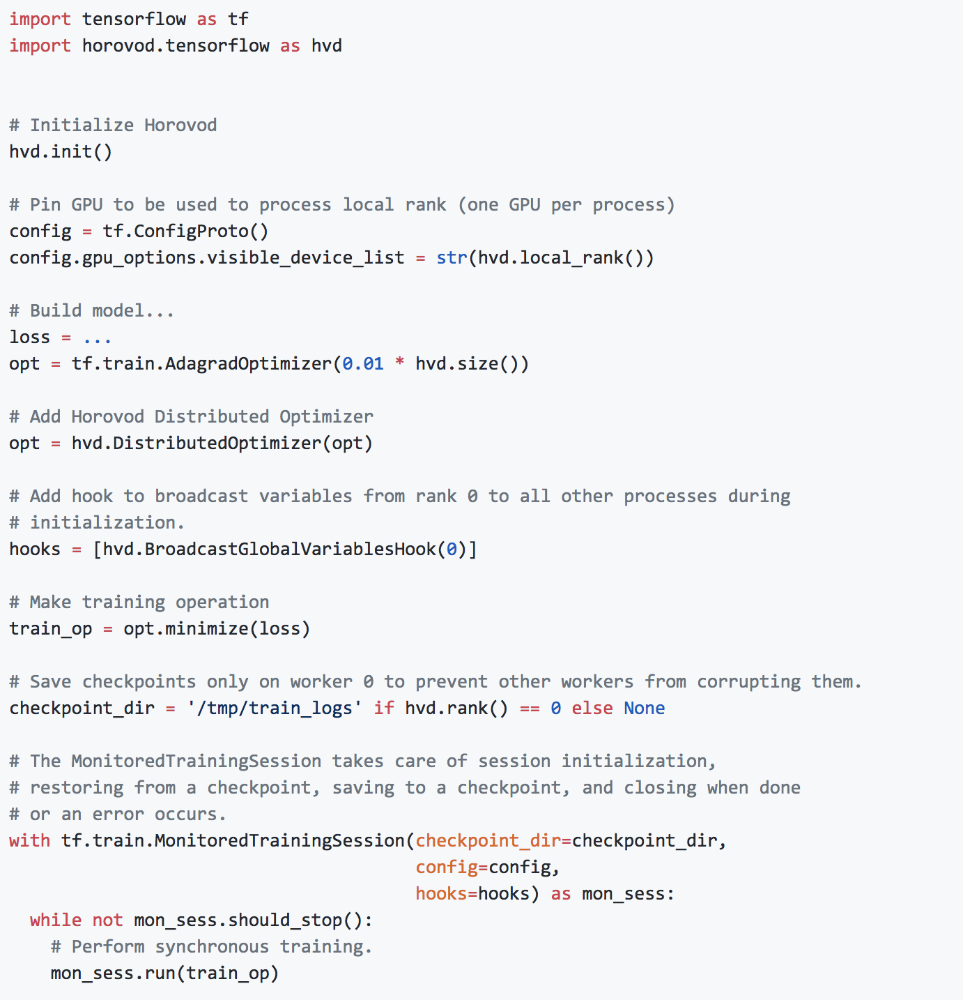 import tensorflow as tf
import horovod.tensorflow as hvd
# Initialize Horovod
hvd.init()
# Pin GPU to be used to process local rank (one GPU per process)
config = tf.ConfigProto()
config.gpu_options.visible_device_list = str(hvd.local_rank())
# Build model...
loss = ...
opt = tf.train.AdagradOptimizer(0.01 * hvd.size())
# Add Horovod Distributed Optimizer
opt = hvd.DistributedOptimizer(opt)
# Add hook to broadcast variables from rank 0 to all other processes during
# initialization.
hooks = [hvd.BroadcastGlobalVariablesHook(0)]
# Make training operation
train_op = opt.minimize(loss)
# Save checkpoints only on worker 0 to prevent other workers from corrupting them.
checkpoint_dir = '/tmp/train_logs' if hvd.rank() == 0 else None
# The MonitoredTrainingSession takes care of session initialization,
# restoring from a checkpoint, saving to a checkpoint, and closing when done
# or an error occurs.
with tf.train.MonitoredTrainingSession(checkpoint_dir=checkpoint_dir,
                                       config=config,
                                       hooks=hooks) as mon_sess:
  while not mon_sess.should_stop():
    # Perform synchronous training.
    mon_sess.run(train_op)